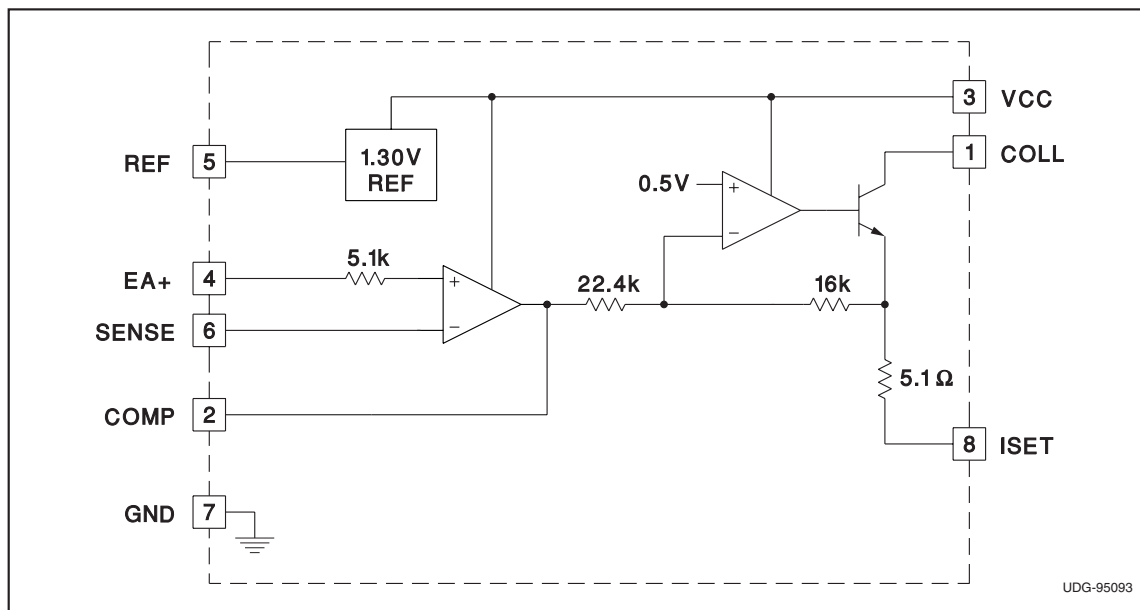 3 VCC
1.30V
REF
REF 5
1 COLL
0.5V
+
−
EA+ 4
5.1k
+
−
22.4k
16k
SENSE 6
5.1 Ω
COMP 2
8 ISET
GND 7
UDG-95093